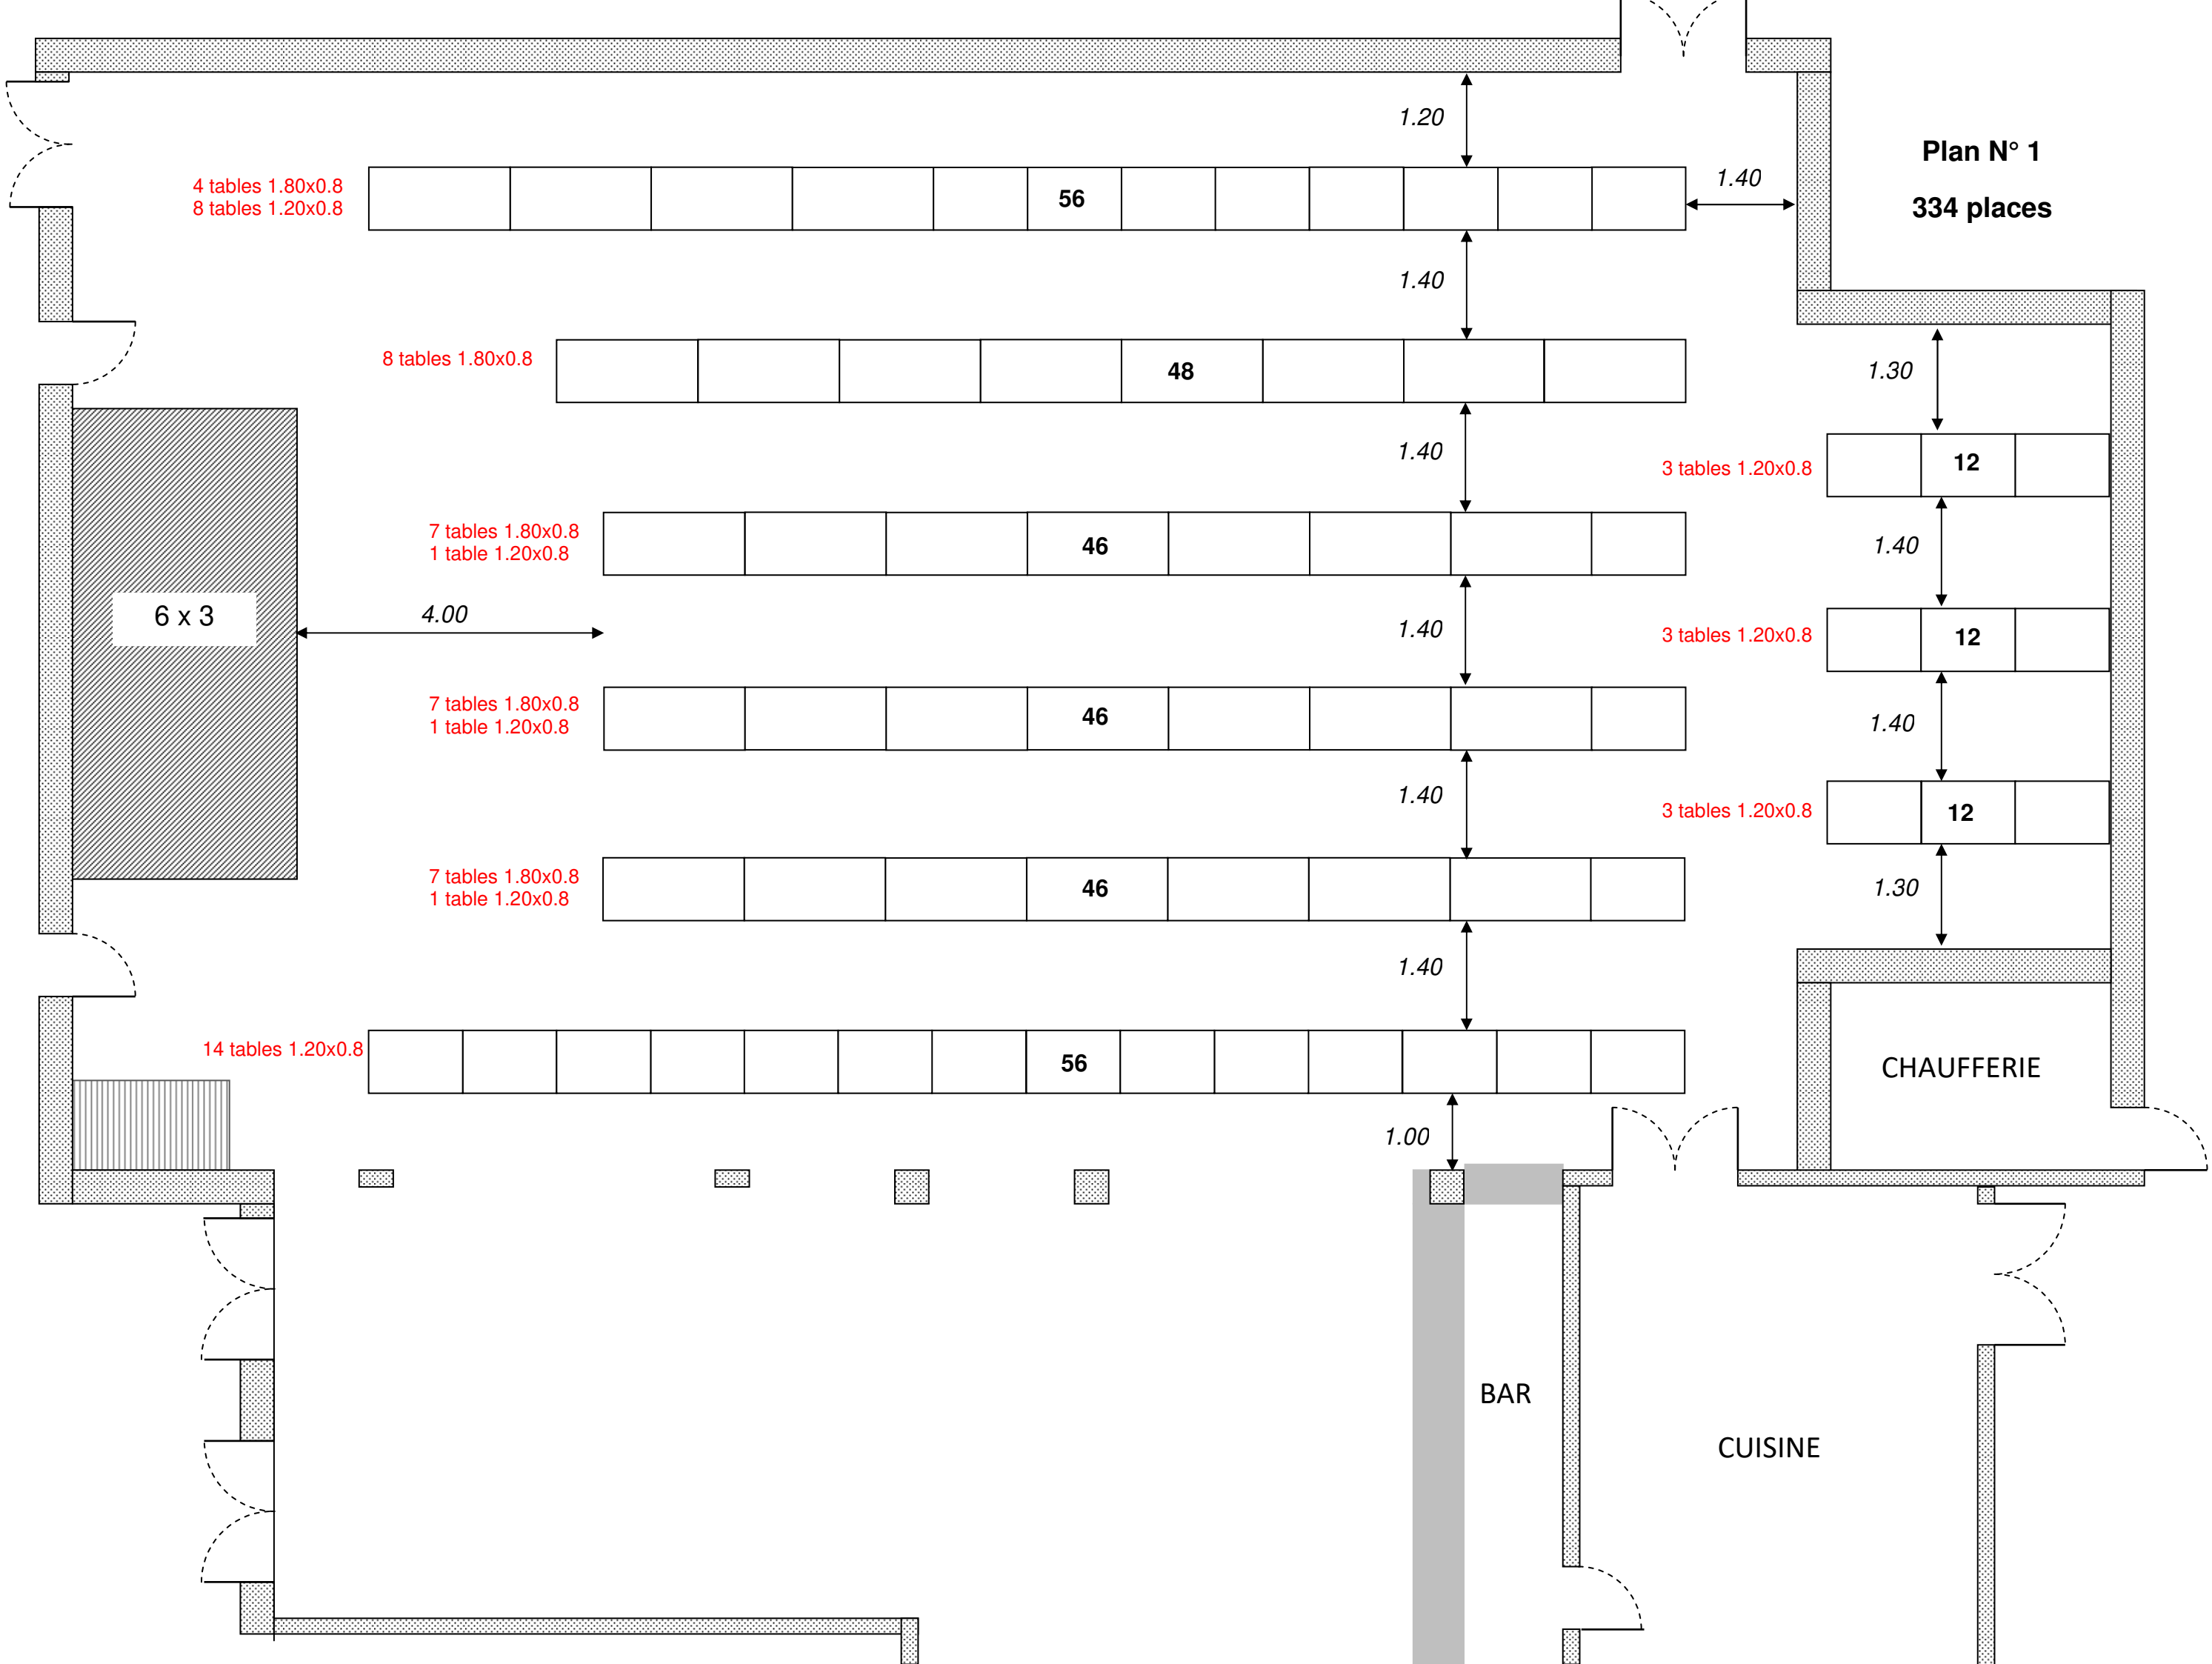 1.20
Plan N° 1
334 places
4 tables 1.80x0.8
8 tables 1.20x0.8
56
1.40
1.40
8 tables 1.80x0.8
48
1.30
1.40
3 tables 1.20x0.8
12
7 tables 1.80x0.8
1 table 1.20x0.8
46
1.40
6 x 3
4.00
1.40
3 tables 1.20x0.8
12
7 tables 1.80x0.8
1 table 1.20x0.8
46
1.40
1.40
3 tables 1.20x0.8
12
7 tables 1.80x0.8
1 table 1.20x0.8
46
1.30
1.40
14 tables 1.20x0.8
56
CHAUFFERIE
1.00
BAR
CUISINE